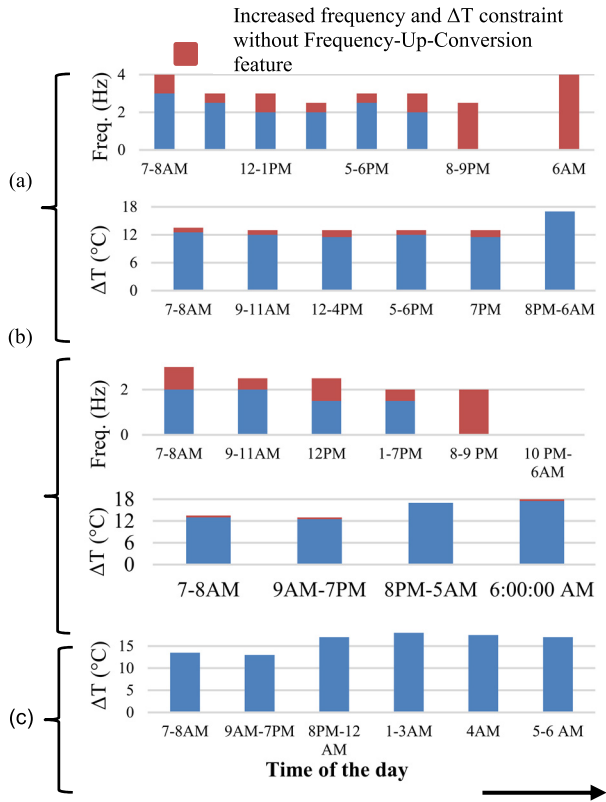 Increased frequency and ΔT constraint
without Frequency-Up-Conversion
feature
(a)
Freq. (Hz)
4
2
0
7-8AM 12-1PM 5-6PM 8-9PM 6AM
ΔT (°C)
18
12
6
0
7-8AM 9-11AM 12-4PM 5-6PM 7PM 8PM-6AM
(b)
Freq. (Hz)
2
0
7-8AM 9-11AM 12PM 1-7PM 8-9 PM 10 PM-
6AM
ΔT (°C)
18
12
6
0
7-8AM 9AM-7PM 8PM-5AM 6:00:00 AM
(c)
ΔT (°C)
15
10
5
0
7-8AM 9AM-7PM 8PM-12 1-3AM 4AM 5-6 AM
AM
Time of the day